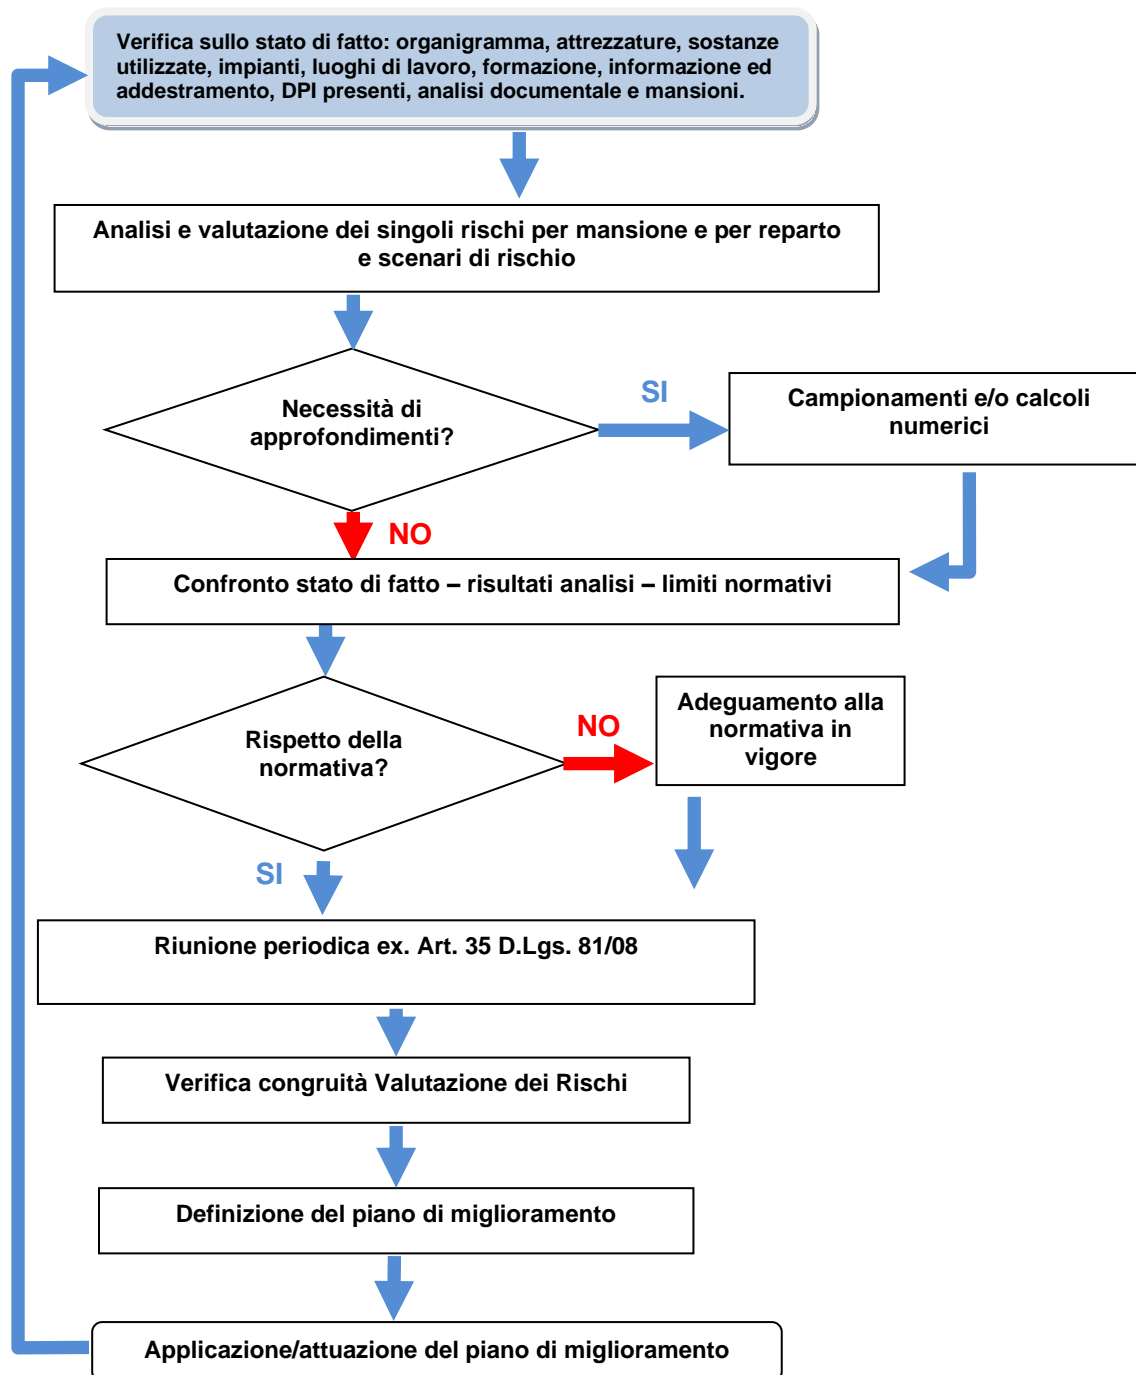 Verifica sullo stato di fatto: organigramma, attrezzature, sostanze
utilizzate, impianti, luoghi di lavoro, formazione, informazione ed
addestramento, DPI presenti, analisi documentale e mansioni.
Analisi e valutazione dei singoli rischi per mansione e per reparto
e scenari di rischio
Necessità di
approfondimenti?
SI
Campionamenti e/o calcoli
numerici
NO
Confronto stato di fatto – risultati analisi – limiti normativi
Rispetto della
normativa?
NO
Adeguamento alla
normativa in
vigore
SI
Riunione periodica ex. Art. 35 D.Lgs. 81/08
Verifica congruità Valutazione dei Rischi
Definizione del piano di miglioramento
Applicazione/attuazione del piano di miglioramento